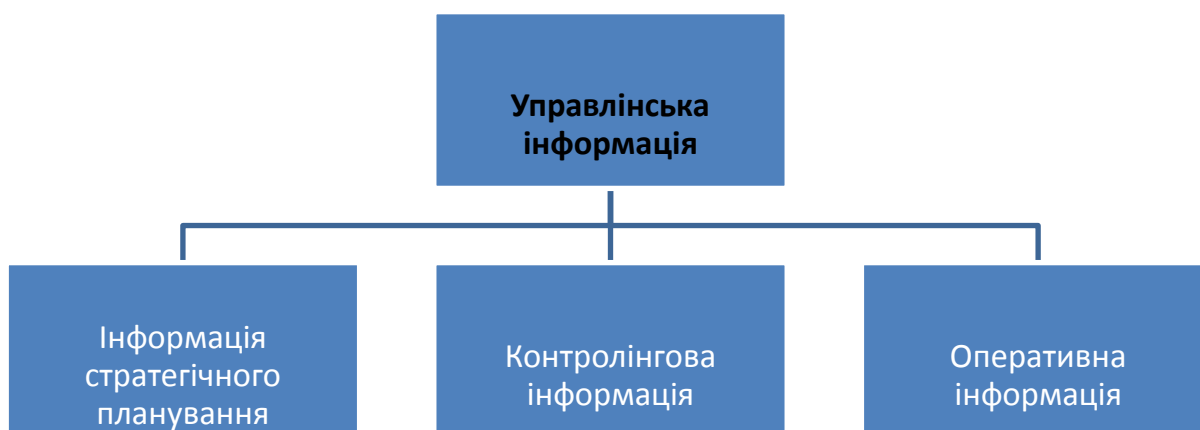 Управлінська
інформація
Інформація
стратегічного
планування
Контролінгова
інформація
Оперативна
інформація